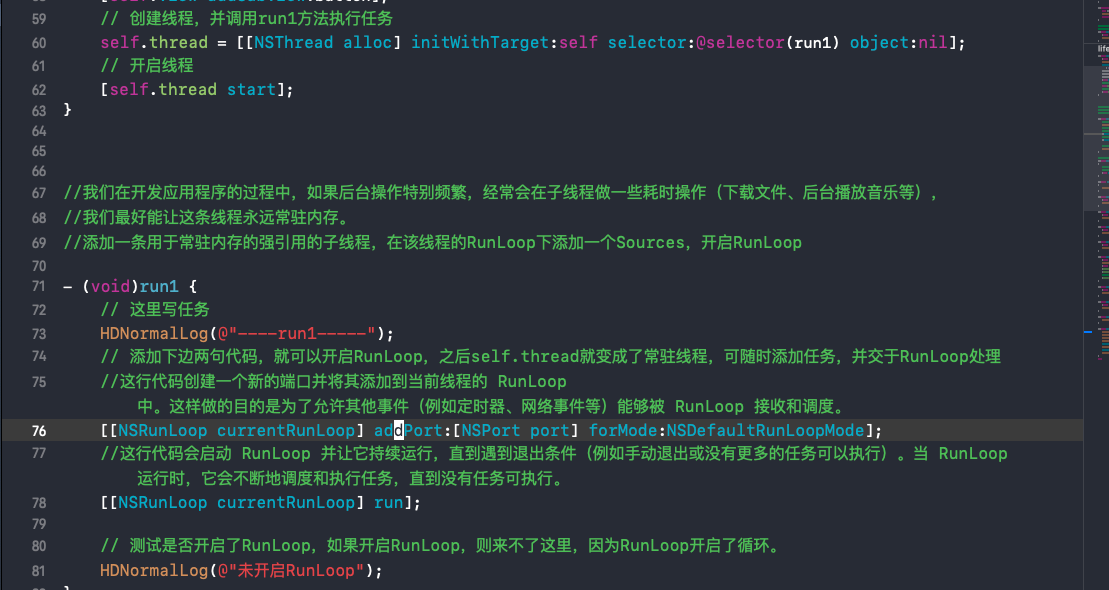 59 // 创建线程，并调用run1方法执行任务
60 self.thread = [[NSThread alloc] initWithTarget:self selector:@selector(run1) object:nil];
61 // 开启线程
62 [self.thread start];
63 }
64
65
66
67 //我们在开发应用程序的过程中，如果后台操作特别频繁，经常会在子线程做一些耗时操作（下载文件、后台播放音乐等），
68 //我们最好能让这条线程永远常驻内存。
69 //添加一条用于常驻内存的强引用的子线程，在该线程的RunLoop下添加一个Sources，开启RunLoop
70
71 - (void)run1 {
72 // 这里写任务
73 HDNormalLog(@"----run1-----");
74 // 添加下边两句代码，就可以开启RunLoop，之后self.thread就变成了常驻线程，可随时添加任务，并交于RunLoop处理
75 //这行代码创建一个新的端口并将其添加到当前线程的 RunLoop
中。这样做的目的是为了允许其他事件（例如定时器、网络事件等）能够被 RunLoop 接收和调度。
76 [[NSRunLoop currentRunLoop] addPort:[NSPort port] forMode:NSDefaultRunLoopMode];
77 //这行代码会启动 RunLoop 并让它持续运行，直到遇到退出条件（例如手动退出或没有更多的任务可以执行）。当 RunLoop
运行时，它会不断地调度和执行任务，直到没有任务可执行。
78 [[NSRunLoop currentRunLoop] run];
79
80 // 测试是否开启了RunLoop，如果开启RunLoop，则来不了这里，因为RunLoop开启了循环。
81 HDNormalLog(@"未开启RunLoop");